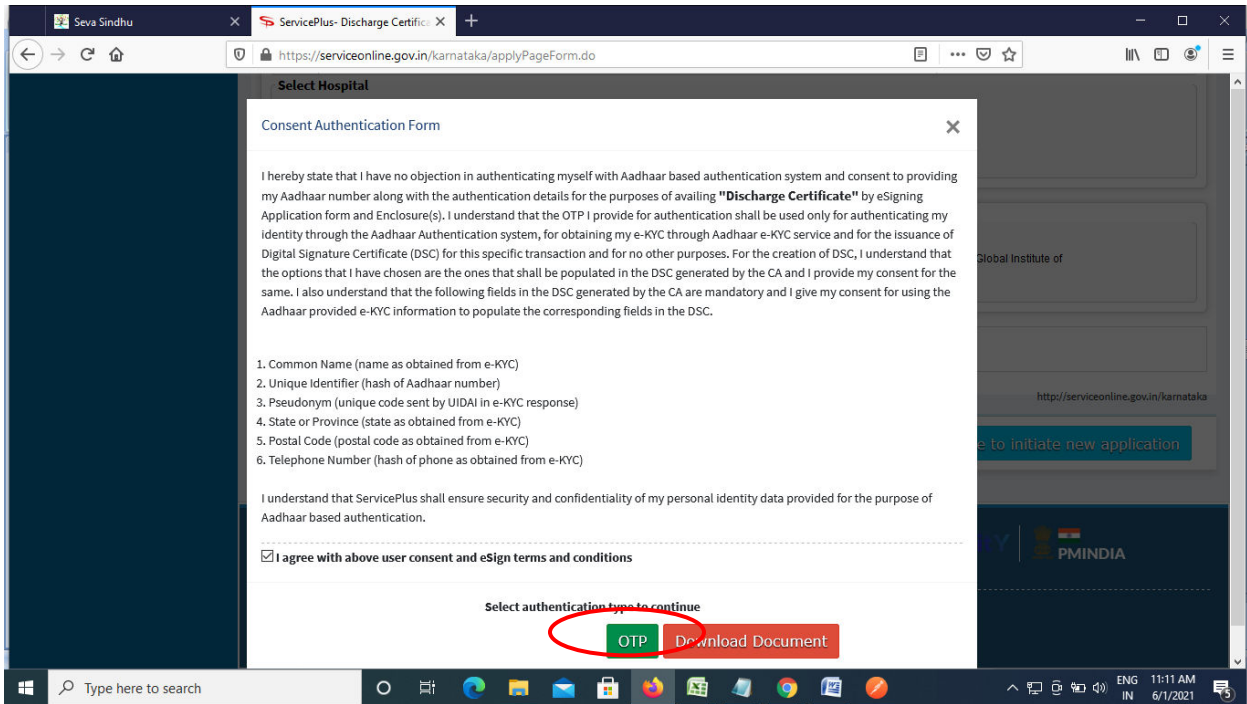 Seva Sindhu
ServicePlus- Discharge Certifica
https://serviceonline.gov.in/karnataka/applyPageForm.do
Select Hospital
Consent Authentication Form
I hereby state that I have no objection in authenticating myself with Aadhaar based authentication system and consent to providing
my Aadhaar number along with the authentication details for the purposes of availing "Discharge Certificate" by eSigning
Application form and Enclosure(s). I understand that the OTP I provide for authentication shall be used only for authenticating my
identity through the Aadhaar Authentication system, for obtaining my e-KYC through Aadhaar e-KYC service and for the issuance of
Digital Signature Certificate (DSC) for this specific transaction and for no other purposes. For the creation of DSC, I understand that
the options that I have chosen are the ones that shall be populated in the DSC generated by the CA and I provide my consent for the
same. I also understand that the following fields in the DSC generated by the CA are mandatory and I give my consent for using the
Aadhaar provided e-KYC information to populate the corresponding fields in the DSC.
Global Institute of
1. Common Name (name as obtained from e-KYC)
2. Unique Identifier (hash of Aadhaar number)
3. Pseudonym (unique code sent by UIDAI in e-KYC response)
4. State or Province (state as obtained from e-KYC)
5. Postal Code (postal code as obtained from e-KYC)
6. Telephone Number (hash of phone as obtained from e-KYC)
http://serviceonline.gov.in/karnataka
e to initiate new application
I understand that ServicePlus shall ensure security and confidentiality of my personal identity data provided for the purpose of
Aadhaar based authentication.
PMINDIA
I agree with above user consent and eSign terms and conditions
Select authentication type to continue
OTP
Download Document
Type here to search
ENG
IN
11:11 AM
6/1/2021
5